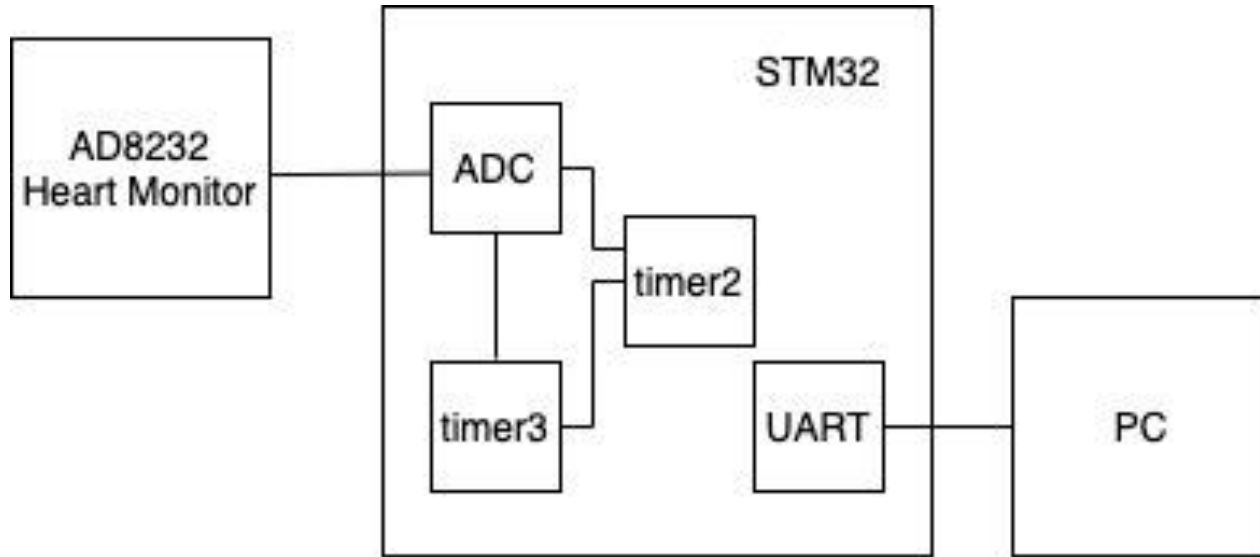 STM32
AD8232
Heart Monitor
ADC
timer2
timer3
UART
PC